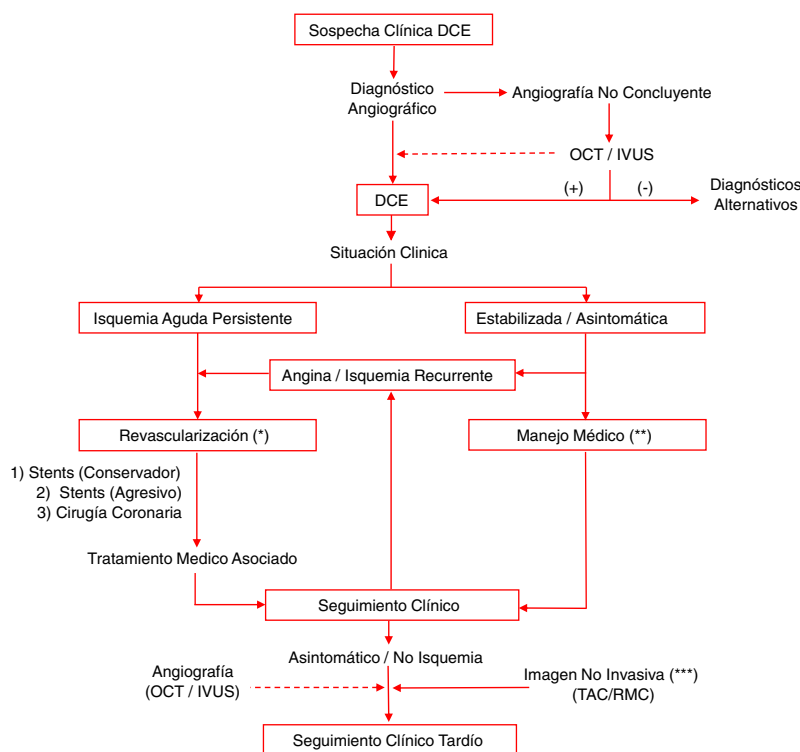 Sospecha Clínica DCE
Diagnóstico
Angiográfico
Angiografía No Concluyente
OCT / IVUS
(+)
(-)
Diagnósticos
Alternativos
DCE
Situación Clinica
Isquemia Aguda Persistente
Estabilizada / Asintomática
Angina / Isquemia Recurrente
Revascularización (*)
Manejo Médico (**)
1) Stents (Conservador)
2) Stents (Agresivo)
3) Cirugía Coronaria
Tratamiento Medico Asociado
Seguimiento Clínico
Asintomático / No Isquemia
Angiografía
(OCT / IVUS)
Imagen No Invasiva (***)
(TAC/RMC)
Seguimiento Clínico Tardío